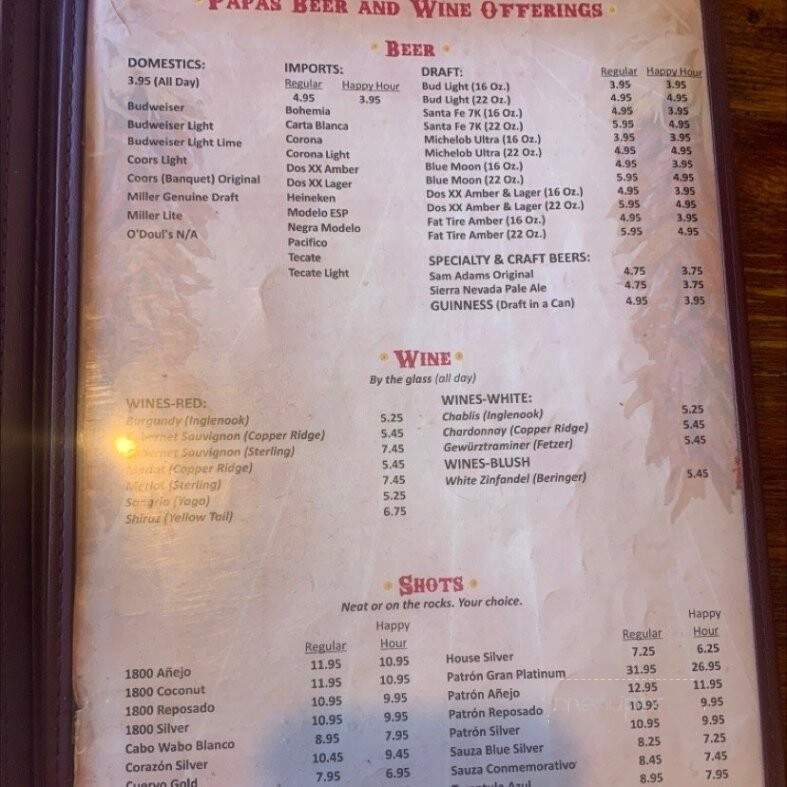 PAPAS BEER AND WINE OFFERINGS
BEER
DOMESTICS:
3.95 (All Day)
Budweiser
Budweiser Light
Budweiser Light Lime
Coors Light
Coors (Banquet) Original
Miller Genuine Draft
Miller Lite
O'Doul's N/A
IMPORTS:
Regular Happy Hour
4.95 3.95
Bohemia
Carta Blanca
Corona
Corona Light
Dos XX Amber
Dos XX Lager
Heineken
Modelo ESP
Negra Modelo
Pacifico
Tecate
Tecate Light
DRAFT: Regular Happy Hour
Bud Light (16 Oz.) 3.95 3.95
Bud Light (22 Oz.) 4.95 4.95
Santa Fe 7K (16 Oz.) 4.95 3.95
Santa Fe 7K (22 Oz.) 5.95 4.95
Michelob Ultra (16 Oz.) 3.95 3.95
Michelob Ultra (22 Oz.) 4.95 4.95
Blue Moon (16 Oz.) 4.95 3.95
Blue Moon (22 Oz.) 5.95 4.95
Dos XX Amber & Lager (16 Oz.) 4.95 3.95
Dos XX Amber & Lager (22 Oz.) 5.95 4.95
Fat Tire Amber (16 Oz.) 4.95 3.95
Fat Tire Amber (22 Oz.) 5.95 4.95
SPECIALTY & CRAFT BEERS:
Sam Adams Original 4.75 3.75
Sierra Nevada Pale Ale 4.75 3.75
GUINNESS (Draft in a Can) 4.95 3.95
WINE
By the glass (all day)
WINES-RED:
Burgundy (Inglenook) 5.25
Cabernet Sauvignon (Copper Ridge) 5.45
Cabernet Sauvignon (Sterling) 7.45
Merlot (Copper Ridge) 5.45
Merlot (Sterling) 7.45
Sangria (Yago) 5.25
Shiraz (Yellow Tail) 6.75
WINES-WHITE:
Chablis (Inglenook) 5.25
Chardonnay (Copper Ridge) 5.45
Gewürztraminer (Fetzer) 5.45
WINES-BLUSH
White Zinfandel (Beringer) 5.45
SHOTS
Neat or on the rocks. Your choice.
Regular Happy Hour
1800 Añejo 11.95 10.95
1800 Coconut 11.95 10.95
1800 Reposado 10.95 9.95
1800 Silver 10.95 9.95
Cabo Wabo Blanco 8.95 7.95
Corazón Silver 10.45 9.45
Cuervo Gold 7.95 6.95
Regular Happy Hour
House Silver 7.25 6.25
Patrón Gran Platinum 31.95 26.95
Patrón Añejo 12.95 11.95
Patrón Reposado 10.95 9.95
Patrón Silver 10.95 9.95
Sauza Blue Silver 8.25 7.25
Sauza Conmemorativo 8.45 7.45
Tarantula Azul 8.95 7.95